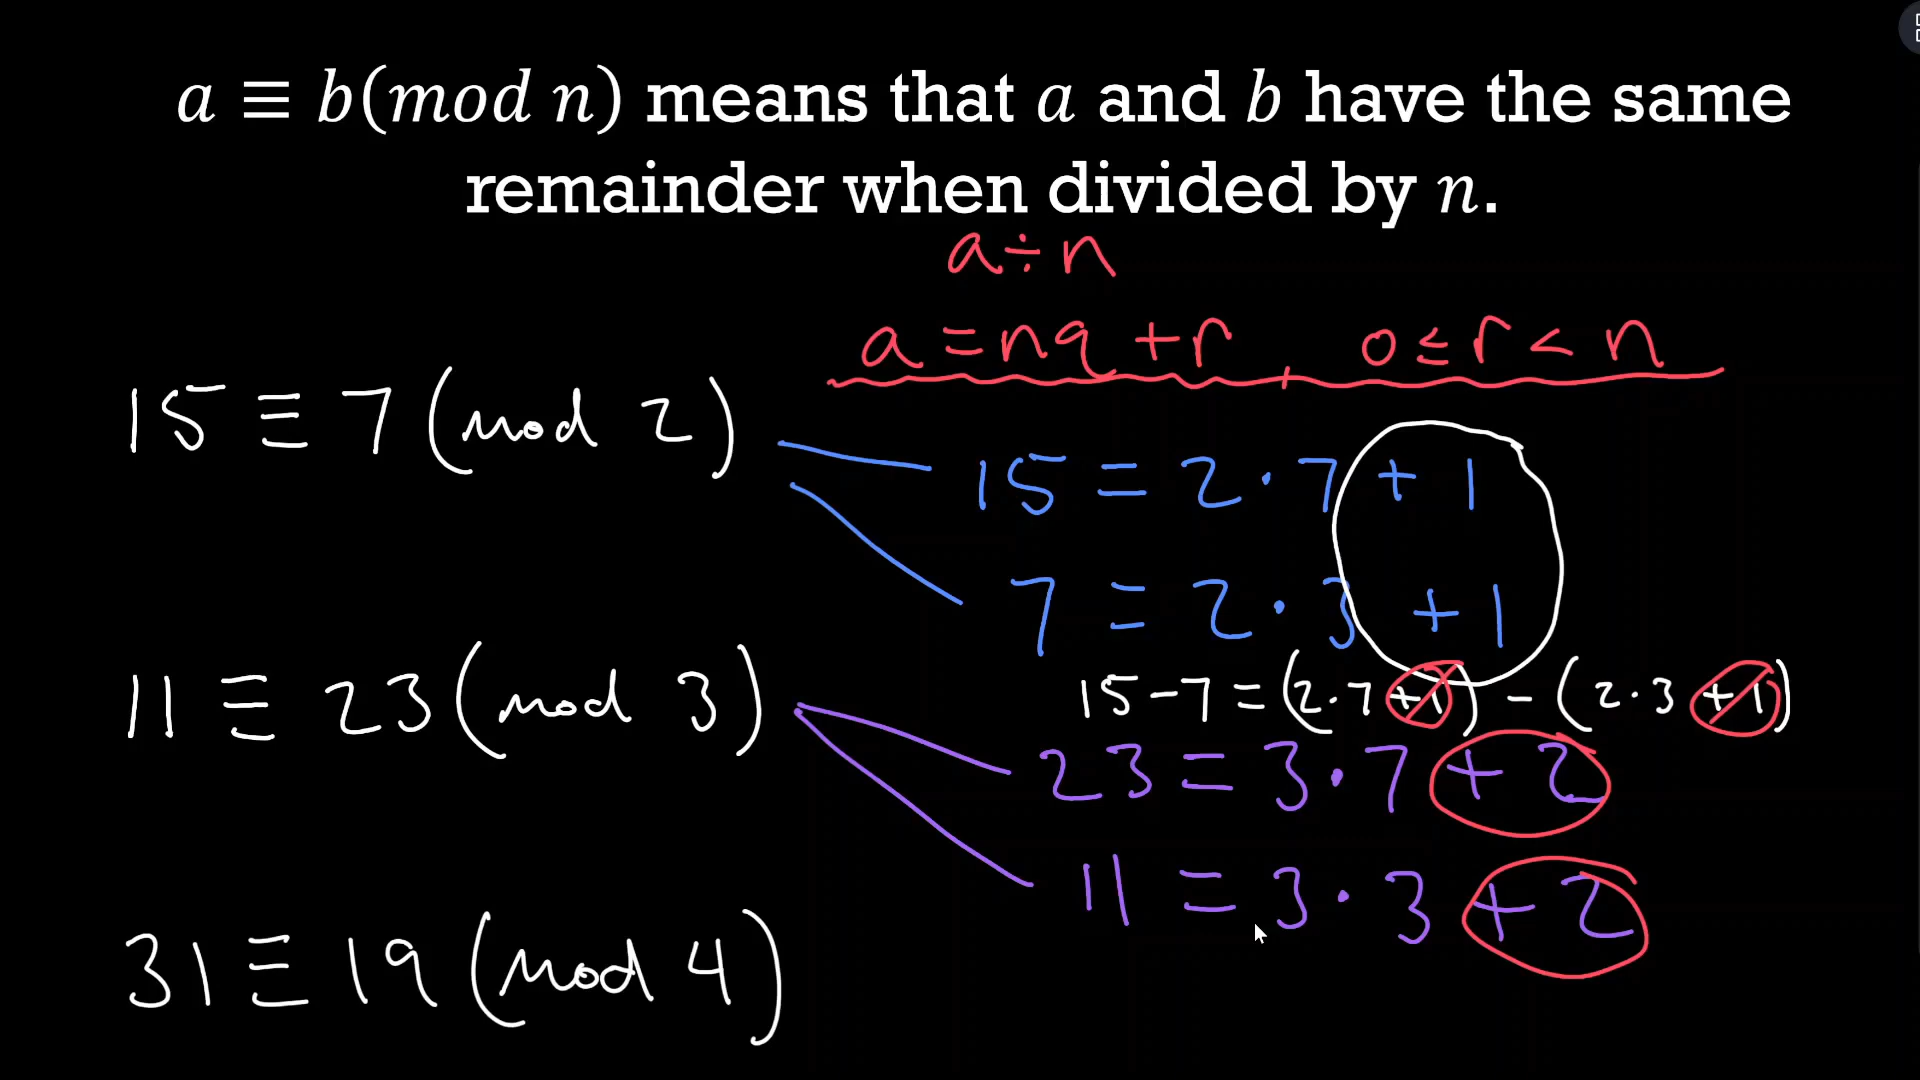 a ≡ b(mod n) means that a and b have the same
remainder when divided by n.
a ÷ n
a = nq + r, 0 ≤ r < n
15 ≡ 7 (mod 2)
15 = 2 · 7 + 1
7 = 2 · 3 + 1
15 - 7 = (2 · 7 + 1) - (2 · 3 + 1)
11 ≡ 23 (mod 3)
23 = 3 · 7 + 2
11 = 3 · 3 + 2
31 ≡ 19 (mod 4)